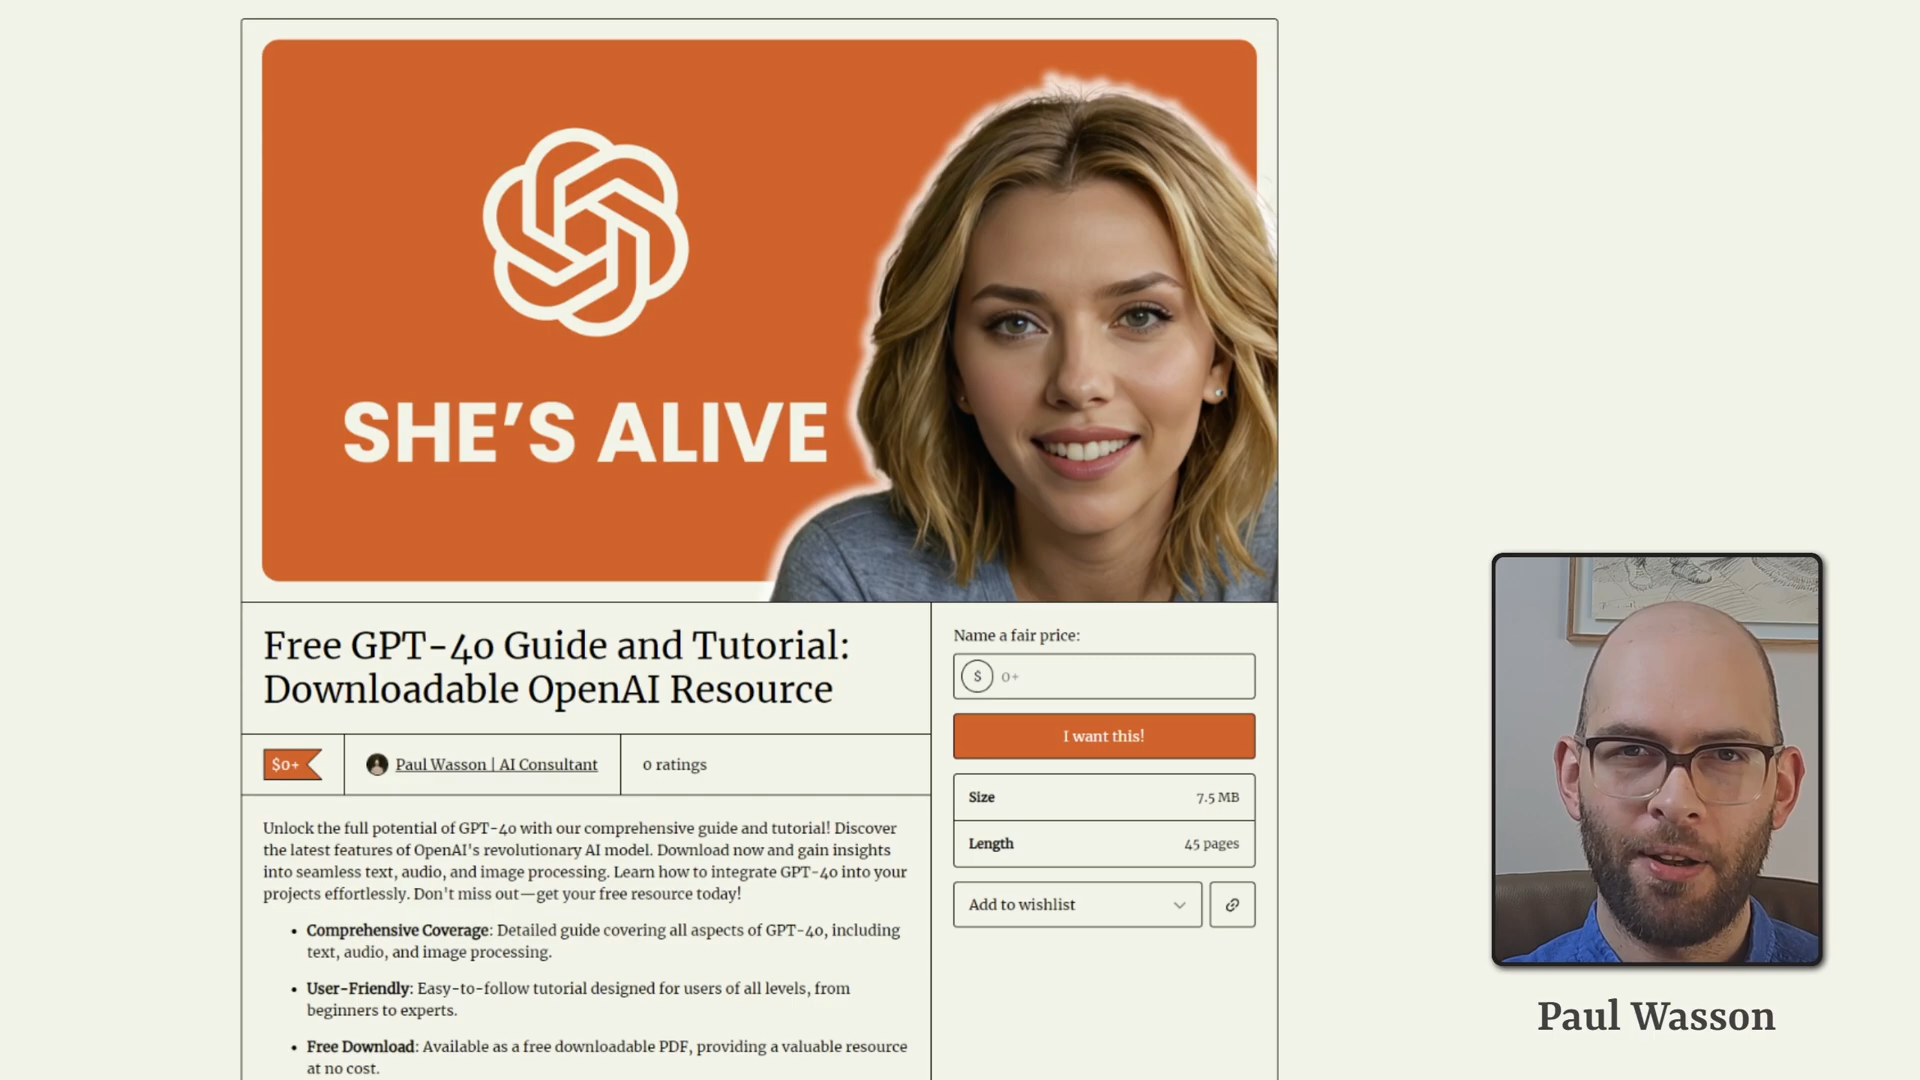 SHE'S ALIVE
Free GPT-4o Guide and Tutorial:
Downloadable OpenAI Resource
$0+
Paul Wasson | AI Consultant
0 ratings
Unlock the full potential of GPT-4o with our comprehensive guide and tutorial! Discover
the latest features of OpenAI's revolutionary AI model. Download now and gain insights
into seamless text, audio, and image processing. Learn how to integrate GPT-4o into your
projects effortlessly. Don't miss out—get your free resource today!
• Comprehensive Coverage: Detailed guide covering all aspects of GPT-4o, including
text, audio, and image processing.
• User-Friendly: Easy-to-follow tutorial designed for users of all levels, from
beginners to experts.
• Free Download: Available as a free downloadable PDF, providing a valuable resource
at no cost.
Name a fair price:
$ 0+
I want this!
Size 7.5 MB
Length 45 pages
Add to wishlist
Paul Wasson